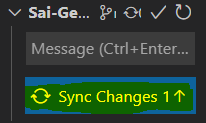 Sai-Ge...
Message (Ctrl+Enter...
Sync Changes 1↑